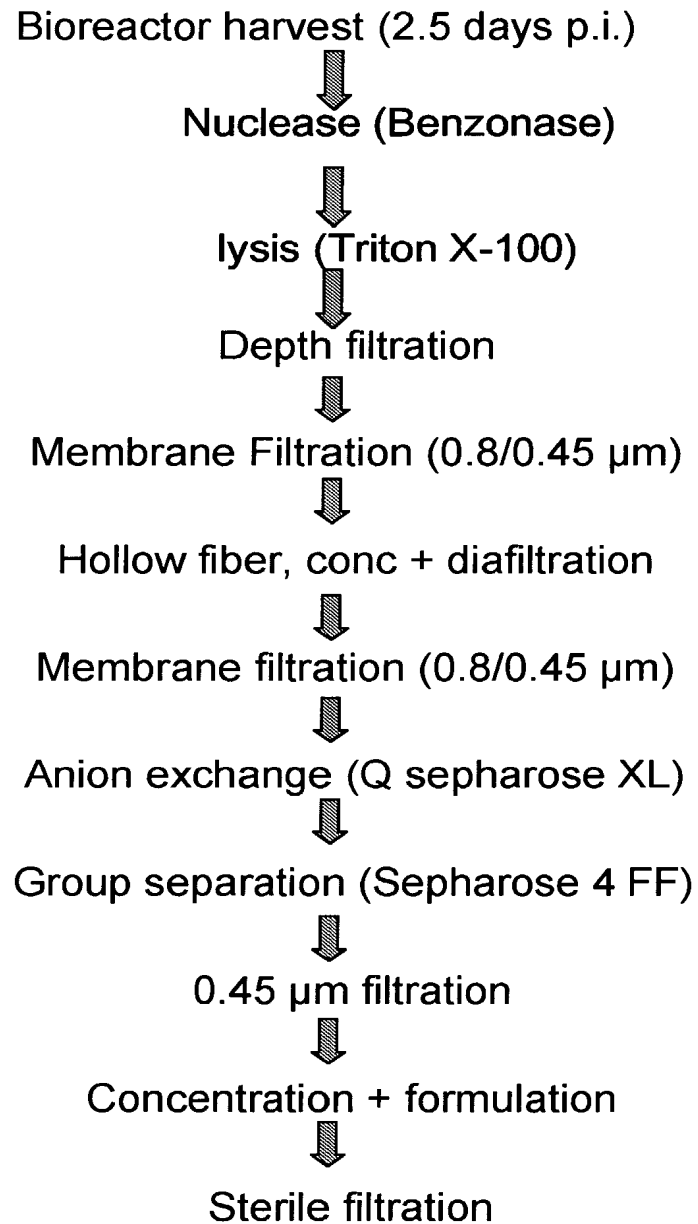 Bioreactor harvest (2.5 days p.i.)
Nuclease (Benzonase)
lysis (Triton X-100)
Depth filtration
Membrane Filtration (0.8/0.45 µm)
Hollow fiber, conc + diafiltration
Membrane filtration (0.8/0.45 µm)
Anion exchange (Q sepharose XL)
Group separation (Sepharose 4 FF)
0.45 µm filtration
Concentration + formulation
Sterile filtration